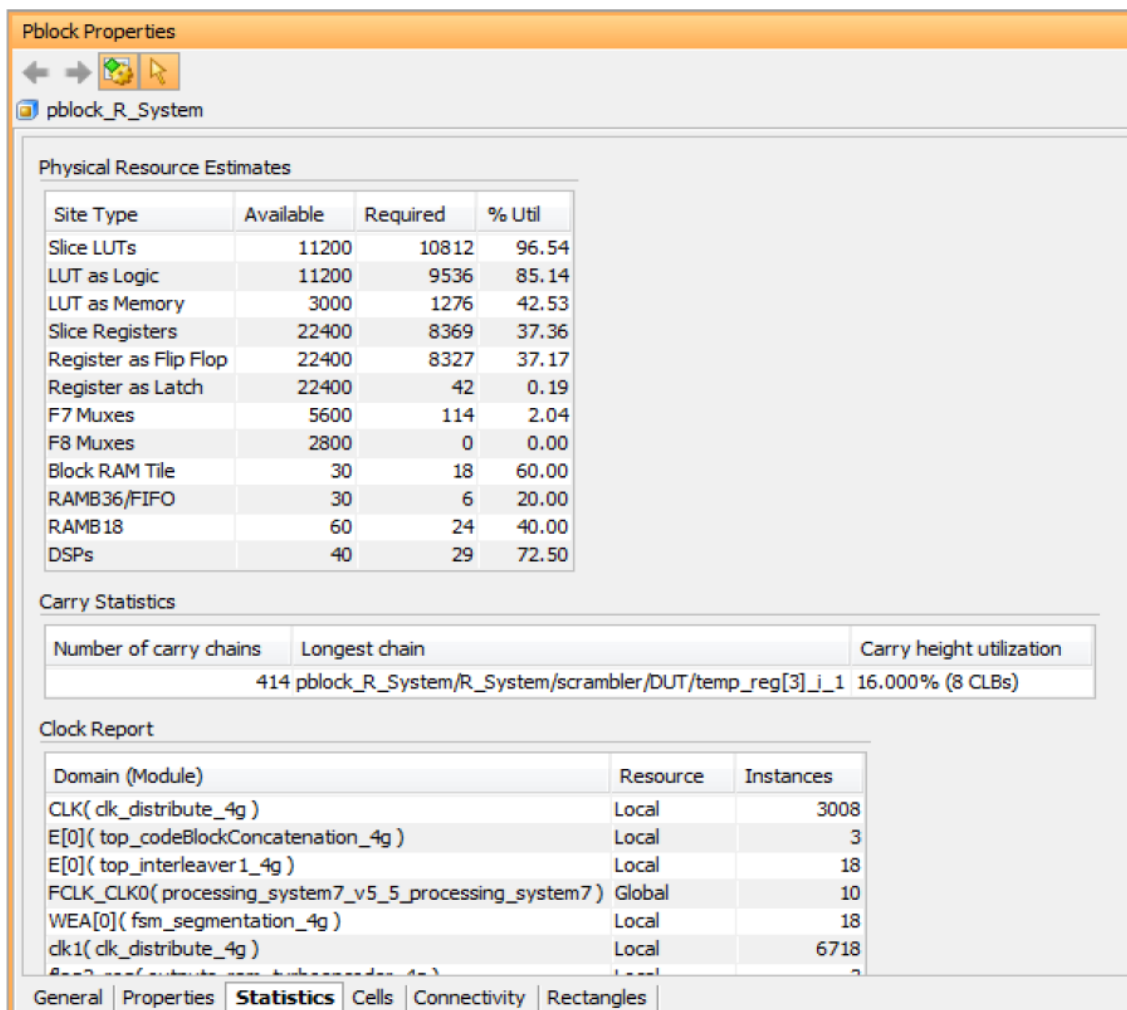 Pblock Properties
pblock_R_System
Physical Resource Estimates
Site Type Available Required % Util
Slice LUTs 11200 10812 96.54
LUT as Logic 11200 9536 85.14
LUT as Memory 3000 1276 42.53
Slice Registers 22400 8369 37.36
Register as Flip Flop 22400 8327 37.17
Register as Latch 22400 42 0.19
F7 Muxes 5600 114 2.04
F8 Muxes 2800 0 0.00
Block RAM Tile 30 18 60.00
RAMB36/FIFO 30 6 20.00
RAMB18 60 24 40.00
DSPs 40 29 72.50
Carry Statistics
Number of carry chains Longest chain Carry height utilization
414 pblock_R_System/R_System/scrambler/DUT/temp_reg[3]_i_1 16.000% (8 CLBs)
Clock Report
Domain (Module) Resource Instances
CLK( clk_distribute_4g ) Local 3008
E[0]( top_codeBlockConcatenation_4g ) Local 3
E[0]( top_interleaver1_4g ) Local 18
FCLK_CLK0( processing_system7_v5_5_processing_system7 ) Global 10
WEA[0]( fsm_segmentation_4g ) Local 18
clk1( clk_distribute_4g ) Local 6718
General Properties Statistics Cells Connectivity Rectangles